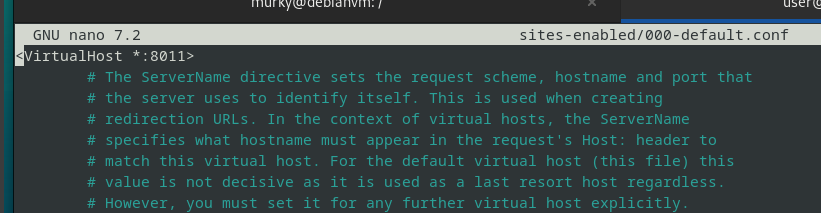 murky@debianvm: /
user@
GNU nano 7.2 sites-enabled/000-default.conf
<VirtualHost *:8011>
# The ServerName directive sets the request scheme, hostname and port that
# the server uses to identify itself. This is used when creating
# redirection URLs. In the context of virtual hosts, the ServerName
# specifies what hostname must appear in the request's Host: header to
# match this virtual host. For the default virtual host (this file) this
# value is not decisive as it is used as a last resort host regardless.
# However, you must set it for any further virtual host explicitly.